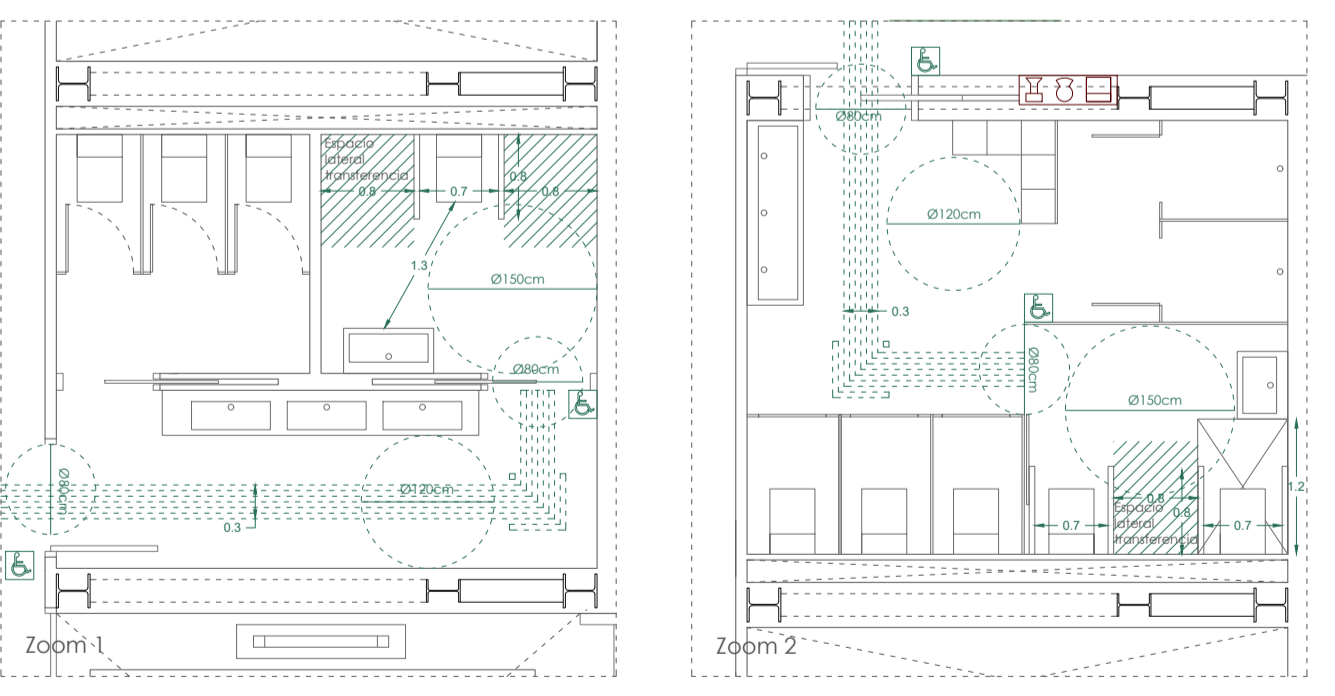 Espacio
lateral
transferencia
0.8
0.7
0.8
0.8
1.3
Ø150cm
Ø80cm
Ø80cm
Ø120cm
0.3
Zoom 1
Ø80cm
Ø120cm
0.3
Ø80cm
Ø150cm
1.2
0.8
Espacio
lateral
transferencia
0.8
0.7
0.7
Zoom 2